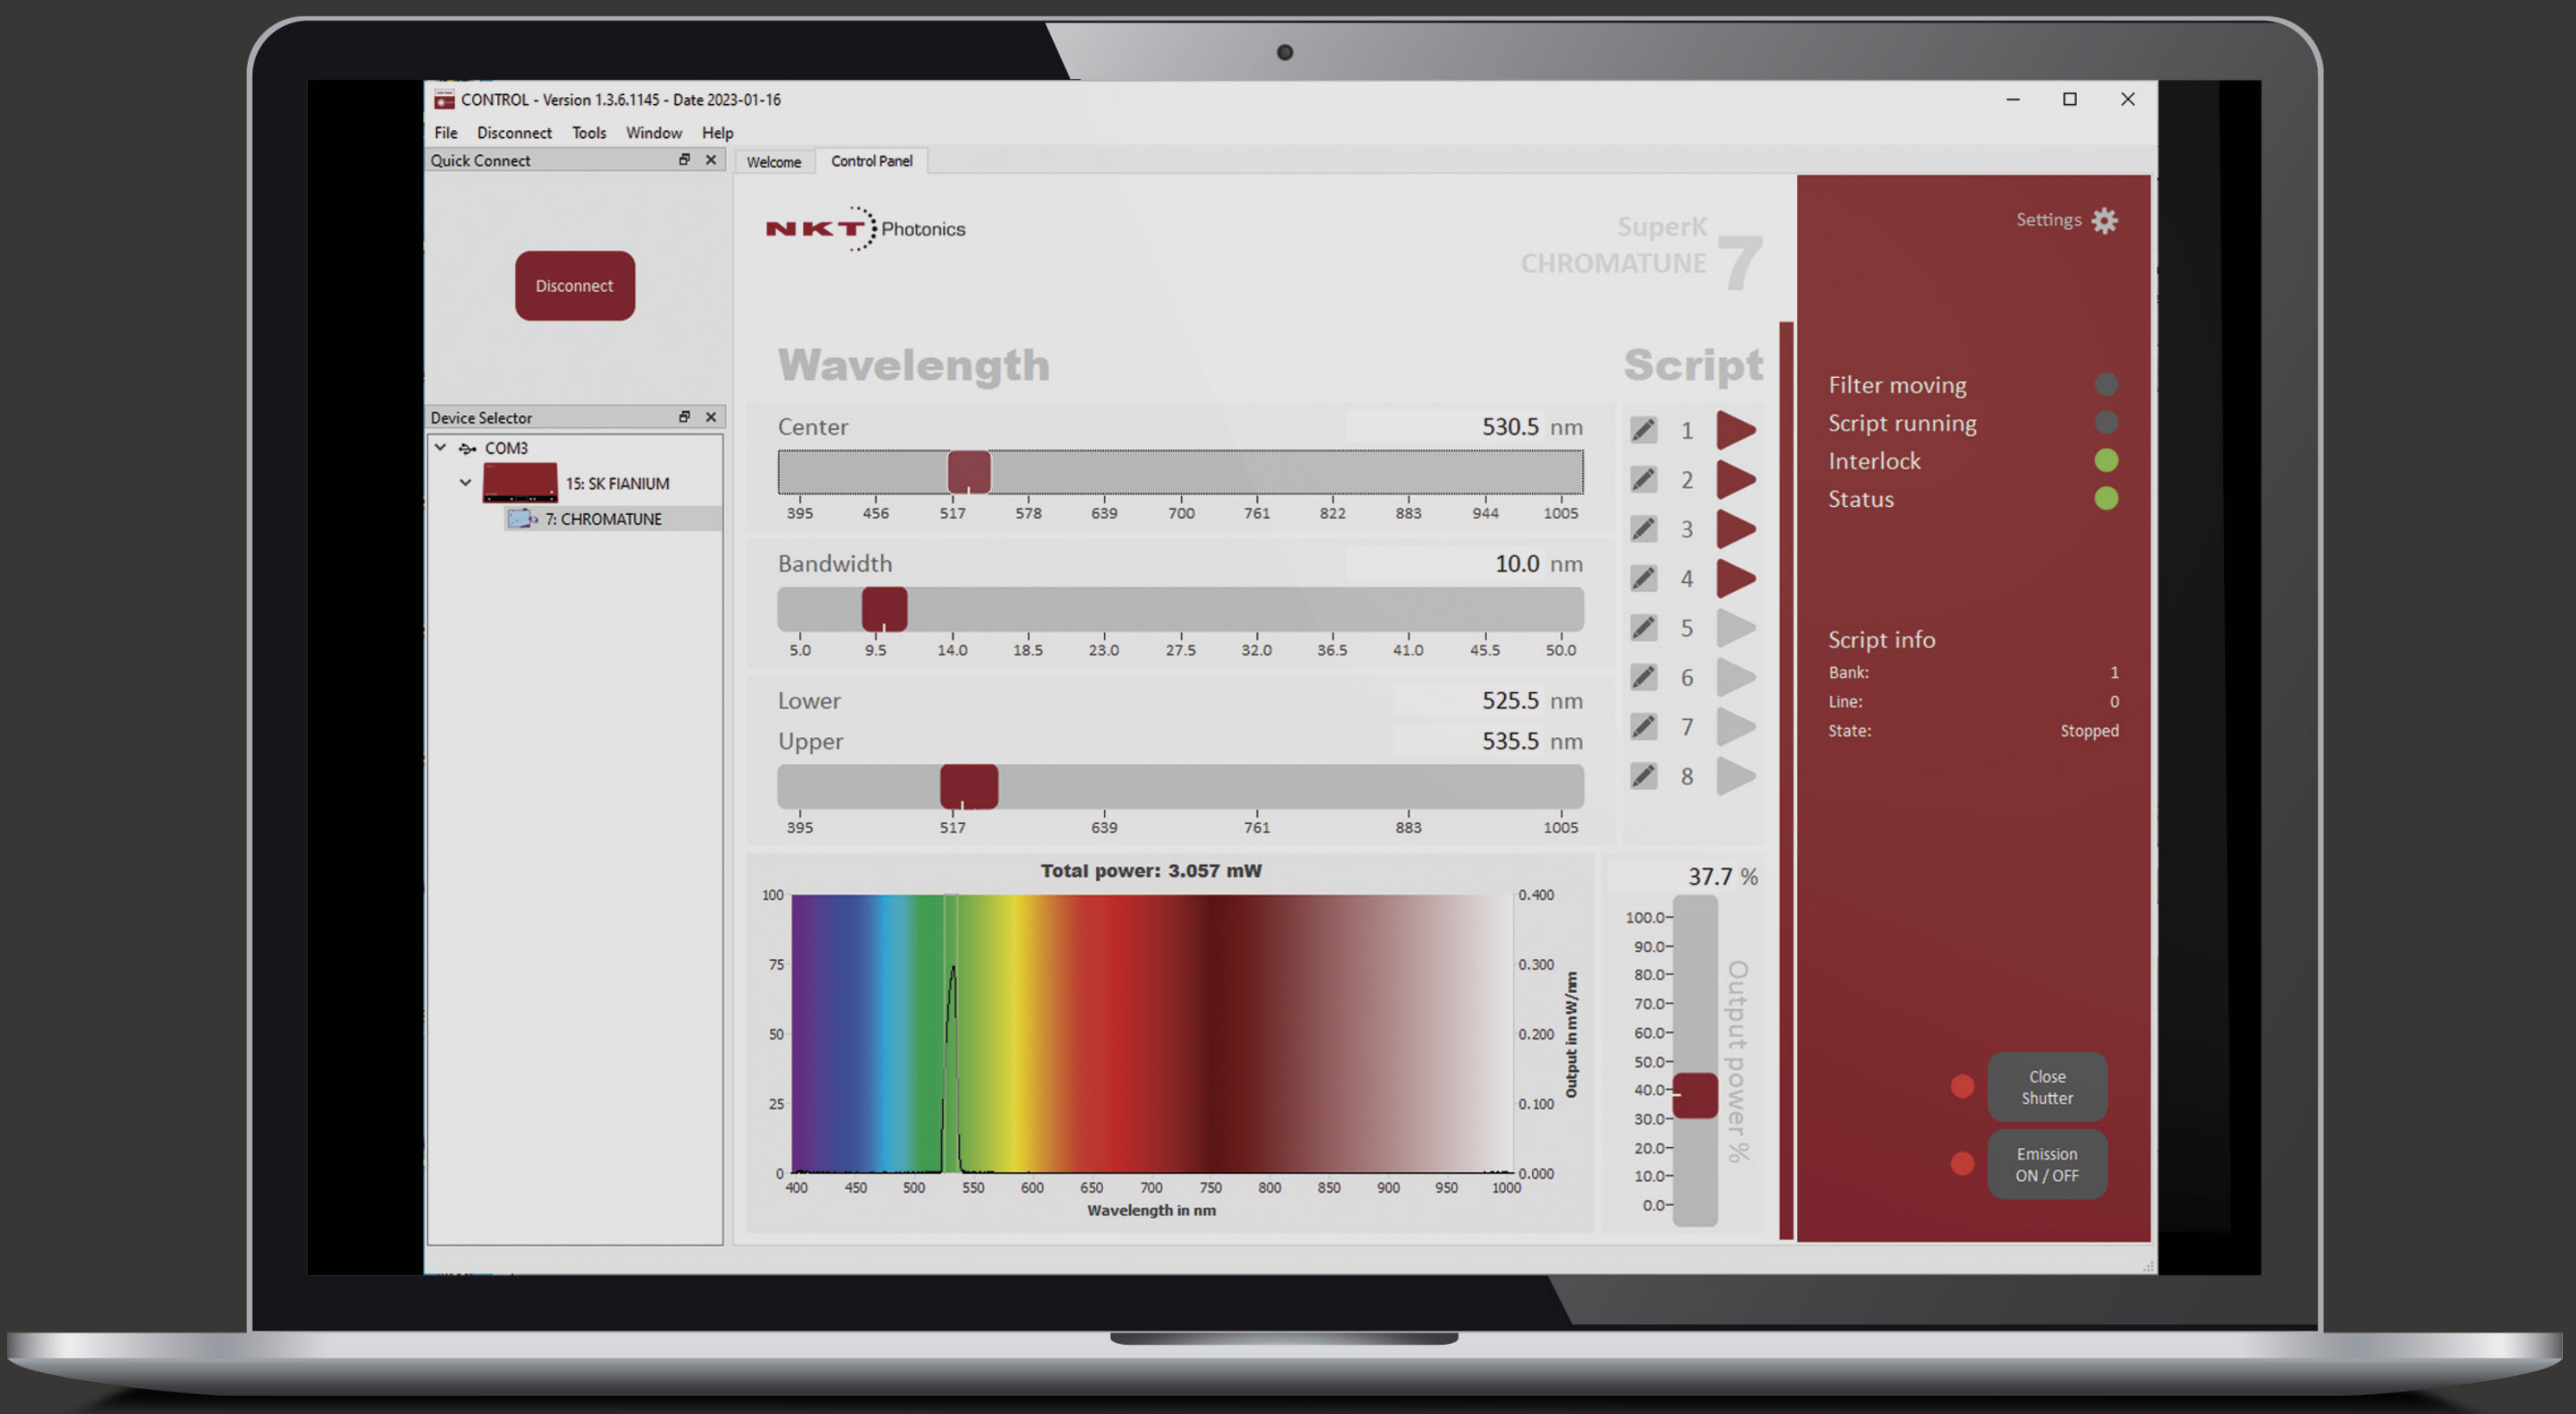 CONTROL - Version 1.3.6.1145 - Date 2023-01-16
File Disconnect Tools Window Help
Quick Connect
Disconnect
Device Selector
COM3
15: SK FIANIUM
7: CHROMATUNE
Welcome Control Panel
NKT Photonics
SuperK
CHROMATUNE 7
Wavelength
Center 530.5 nm
395 456 517 578 639 700 761 822 883 944 1005
Bandwidth 10.0 nm
5.0 9.5 14.0 18.5 23.0 27.5 32.0 36.5 41.0 45.5 50.0
Lower 525.5 nm
Upper 535.5 nm
395 517 639 761 883 1005
Script
1
2
3
4
5
6
7
8
Total power: 3.057 mW
100 0.400
75 0.300
50 0.200
25 0.100
0 0.000
400 450 500 550 600 650 700 750 800 850 900 950 1000
Wavelength in nm
Output in mW/nm
37.7 %
100.0
90.0
80.0
70.0
60.0
50.0
40.0
30.0
20.0
10.0
0.0
Output power %
Settings
Filter moving
Script running
Interlock
Status
Script info
Bank: 1
Line: 0
State: Stopped
Close
Shutter
Emission
ON / OFF